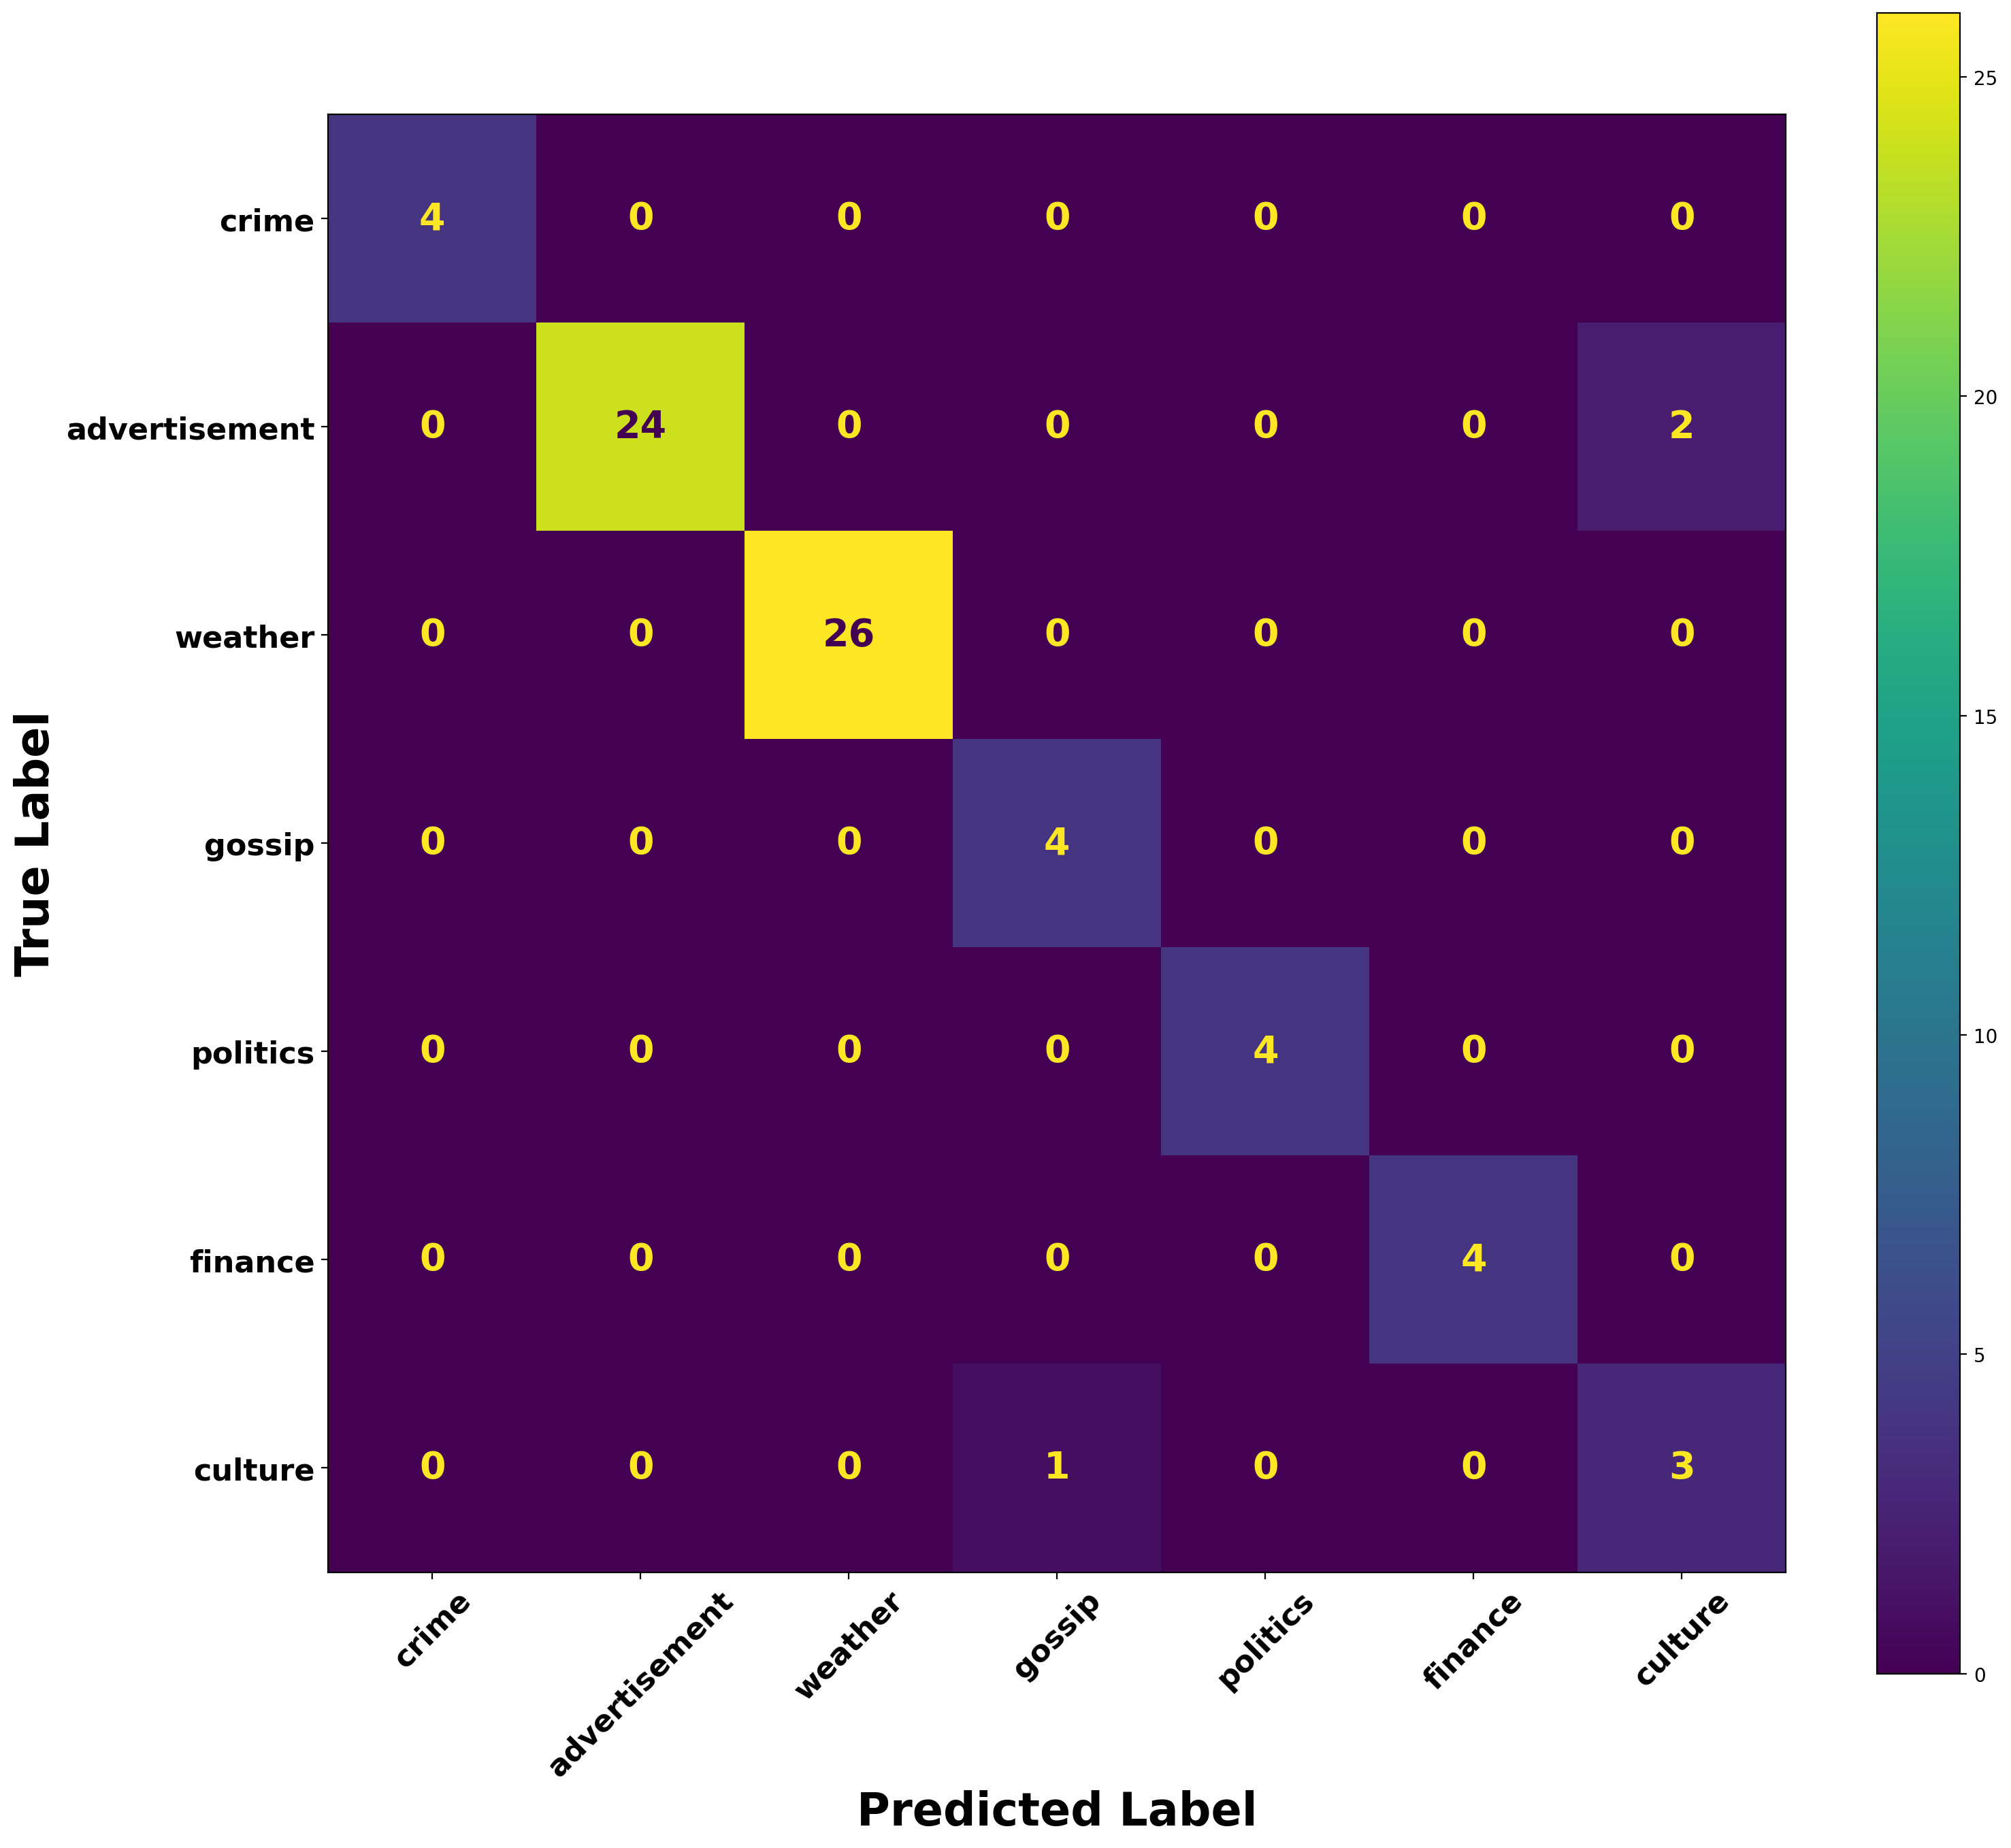 crime 4 0 0 0 0 0 0
advertisement 0 24 0 0 0 0 2
weather 0 0 26 0 0 0 0
gossip 0 0 0 4 0 0 0
politics 0 0 0 0 4 0 0
finance 0 0 0 0 0 4 0
culture 0 0 0 1 0 0 3
crime advertisement weather gossip politics finance culture
Predicted Label
True Label
25
20
15
10
5
0